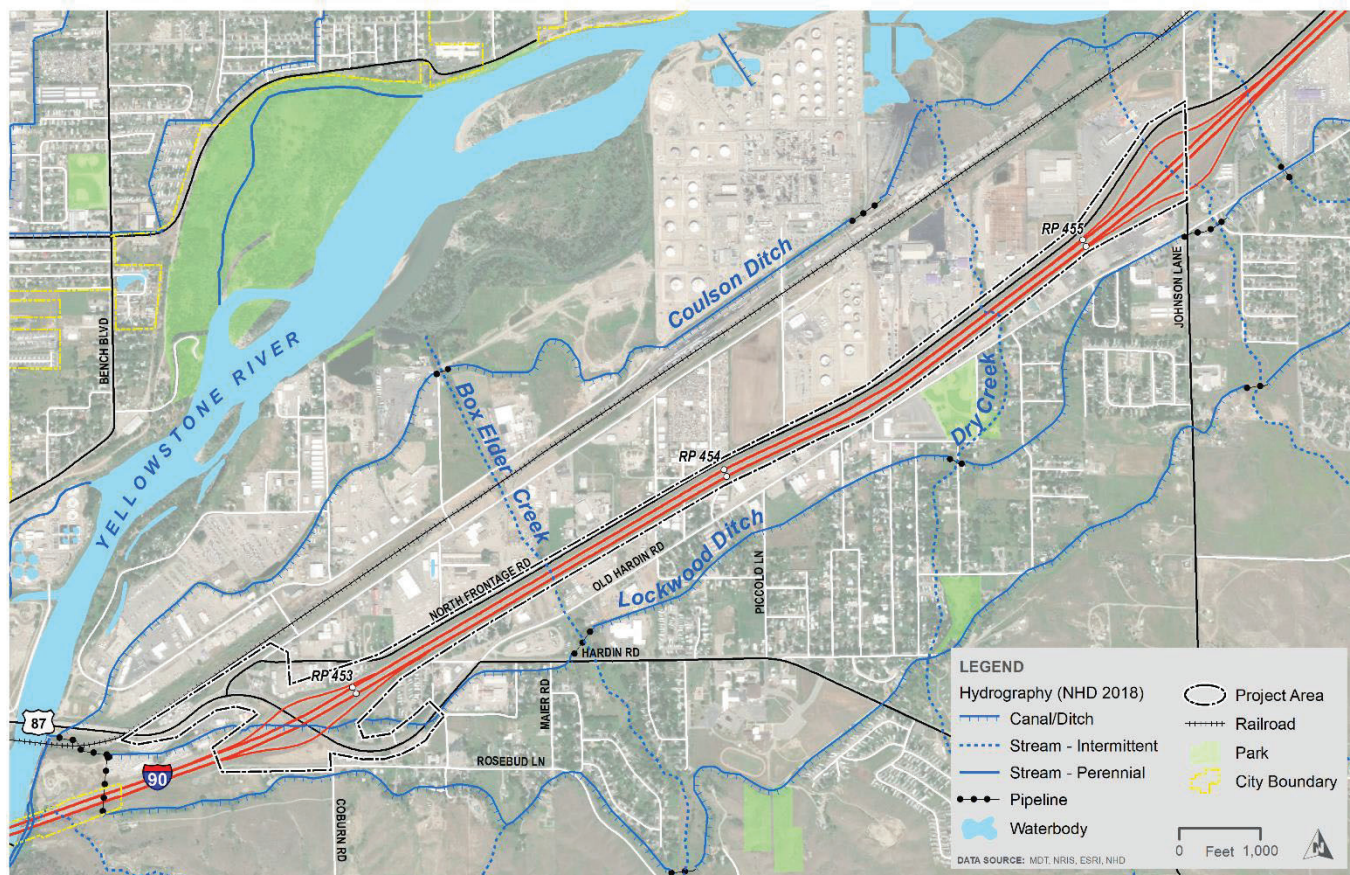 BENCH BLVD
YELLOWSTONE RIVER
Coulson Ditch
RP 455
JOHNSON LANE
Box Elder Creek
Dry Creek
RP 454
NORTH FRONTAGE RD
OLD HARDIN RD
Lockwood Ditch
PICCOLO LN
HARDIN RD
RP 453
MAIER RD
87
ROSEBUD LN
90
COBURN RD
LEGEND
Hydrography (NHD 2018)
Canal/Ditch
Stream - Intermittent
Stream - Perennial
Pipeline
Waterbody
Project Area
Railroad
Park
City Boundary
0 Feet 1,000
N
DATA SOURCE: MDT, NRIS, ESRI, NHD